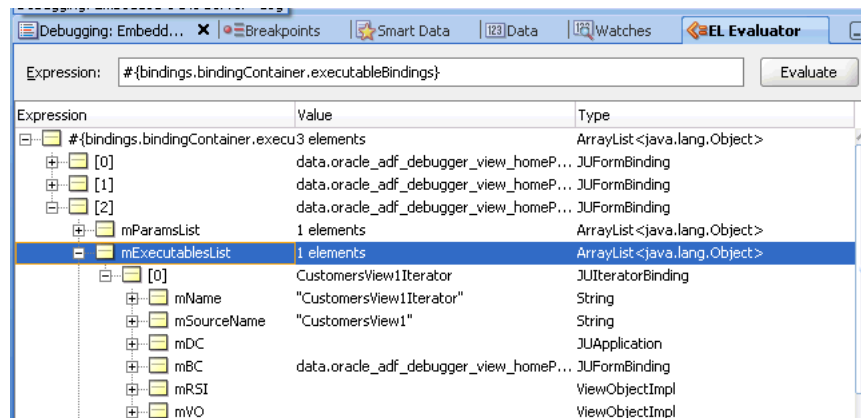 Debugging: Embedd... Breakpoints Smart Data 123 Data Watches EL Evaluator
Expression: #{bindings.bindingContainer.executableBindings} Evaluate
Expression Value Type
#{bindings.bindingContainer.execu 3 elements ArrayList<java.lang.Object>
[0] data.oracle_adf_debugger_view_homeP... JUFormBinding
[1] data.oracle_adf_debugger_view_homeP... JUFormBinding
[2] data.oracle_adf_debugger_view_homeP... JUFormBinding
mParamsList 1 elements ArrayList<java.lang.Object>
mExecutablesList 1 elements ArrayList<java.lang.Object>
[0] CustomersView1Iterator JUIteratorBinding
mName "CustomersView1Iterator" String
mSourceName "CustomersView1" String
mDC JUApplication
mBC data.oracle_adf_debugger_view_homeP... JUFormBinding
mRSI ViewObjectImpl
mVO ViewObjectImpl